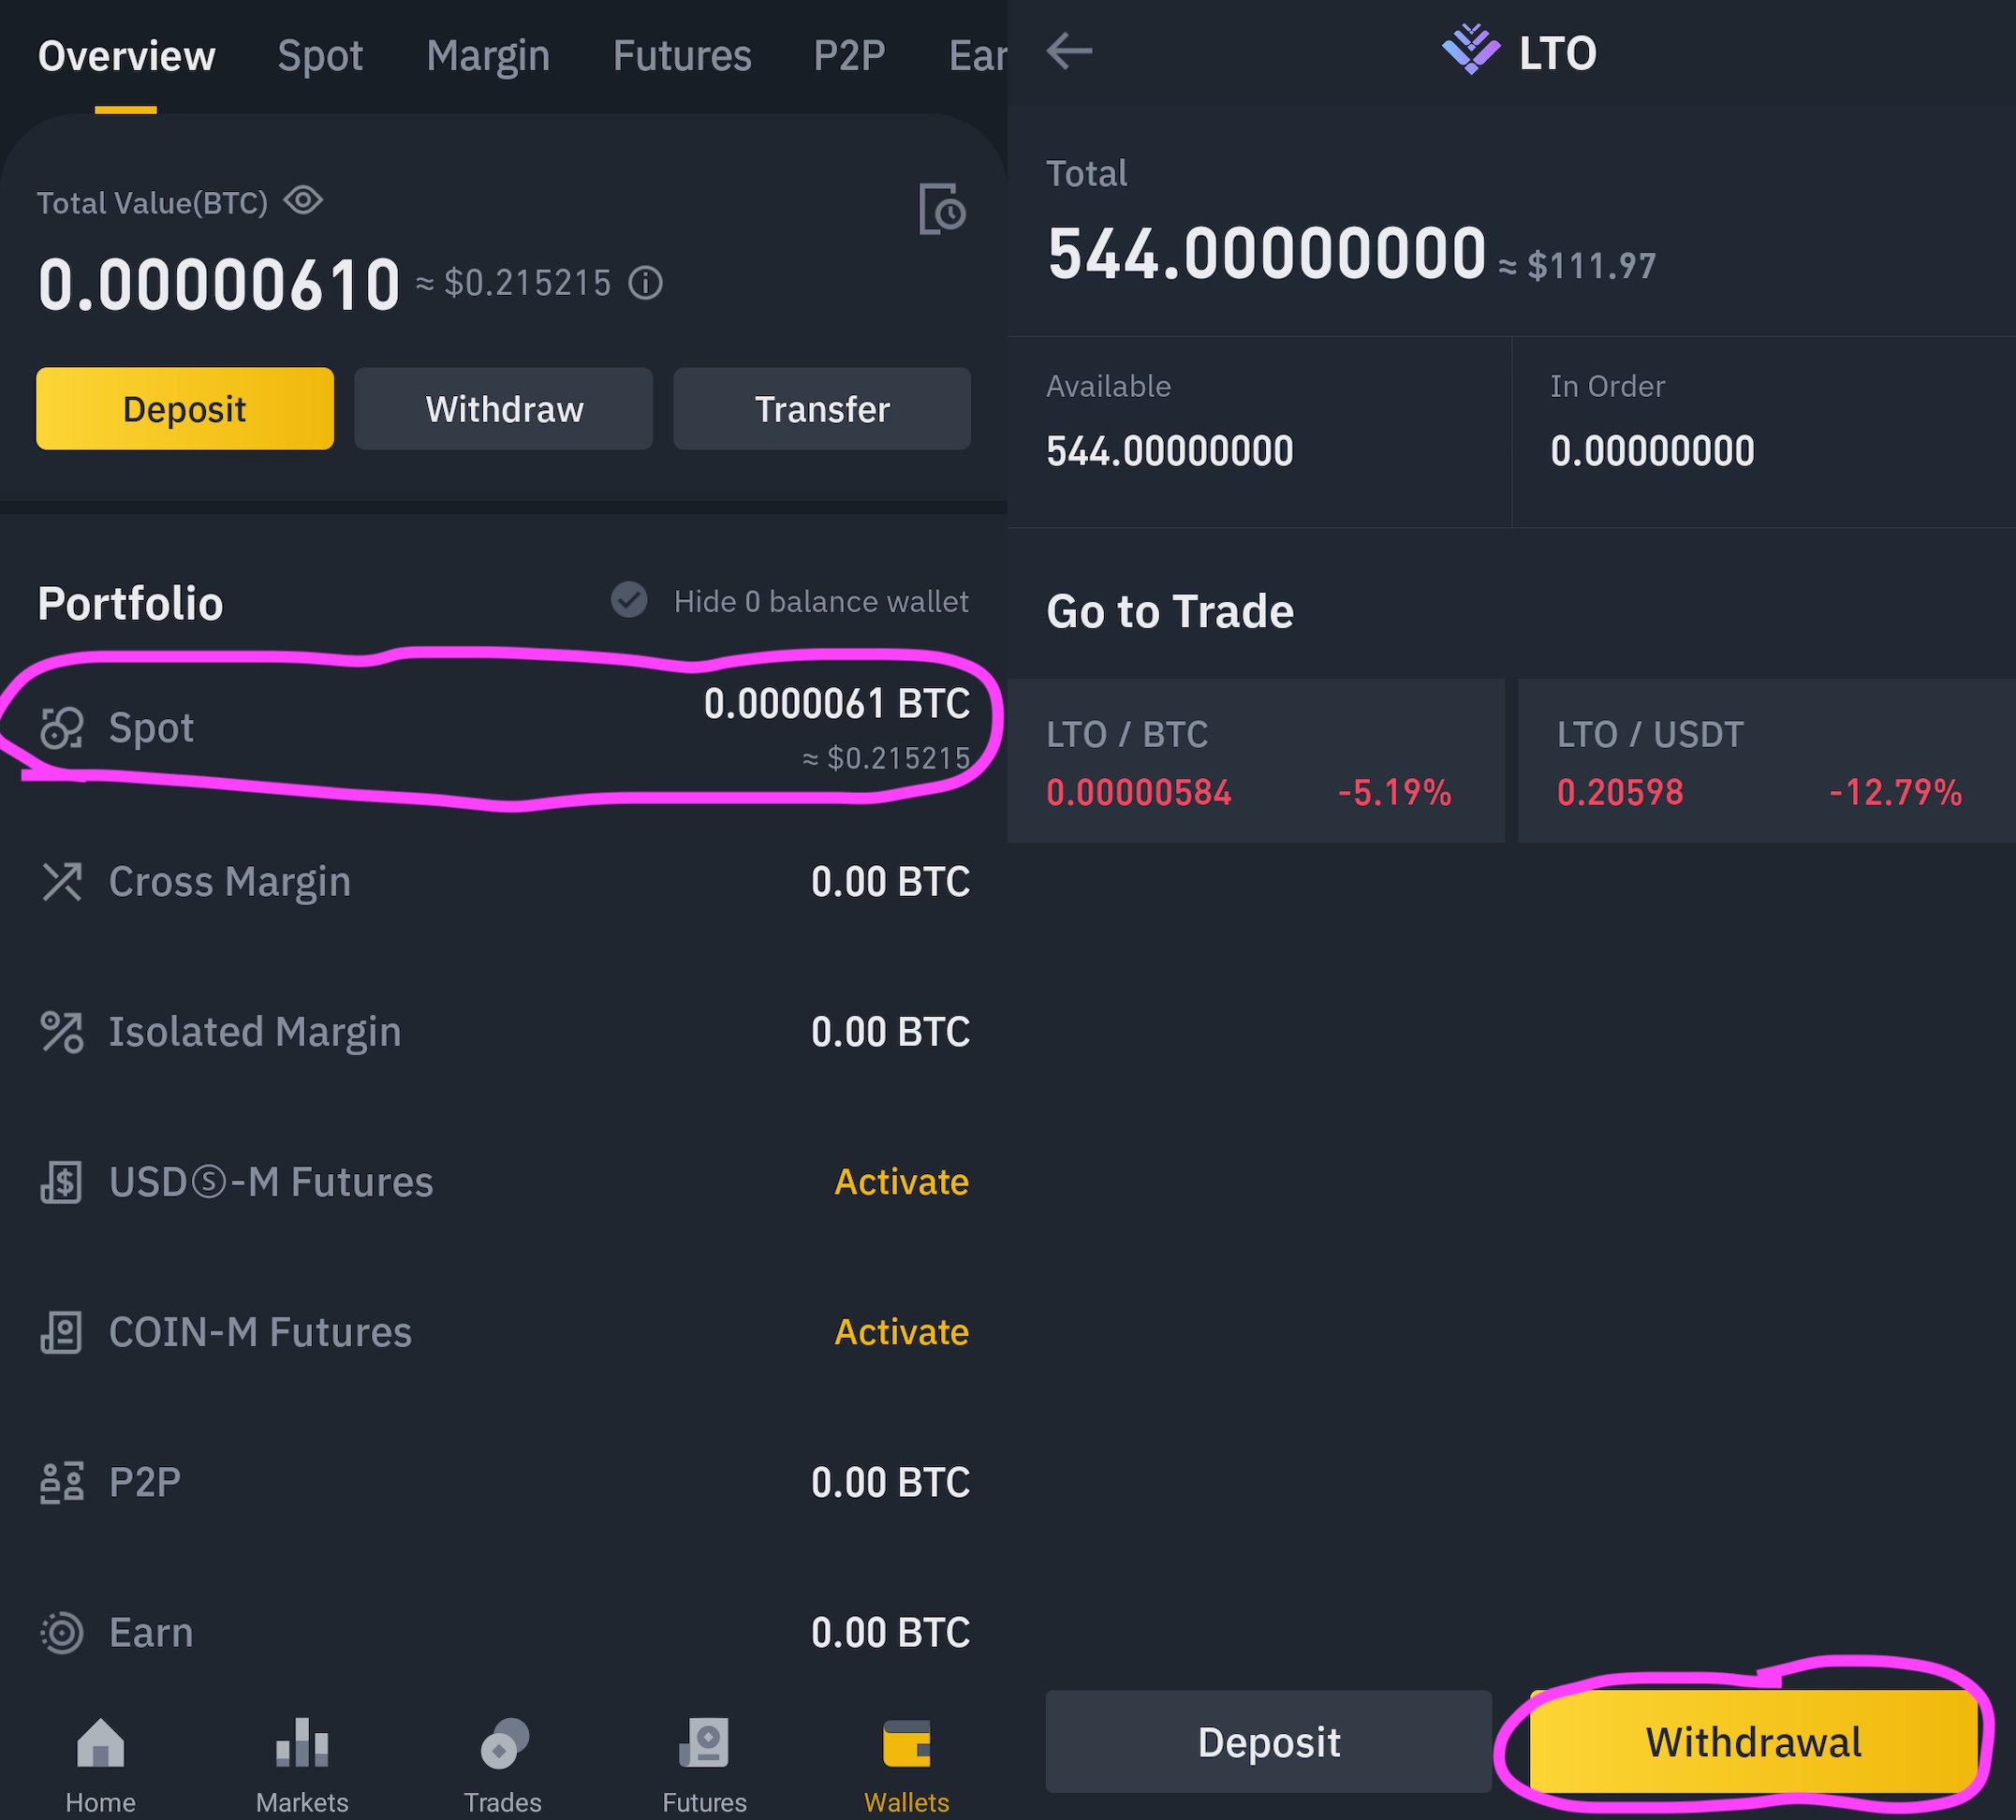 Overview Spot Margin Futures P2P Ear
Total Value(BTC)
0.00000610 ≈ $0.215215
Deposit Withdraw Transfer
Portfolio Hide 0 balance wallet
Spot 0.0000061 BTC
≈ $0.215215
Cross Margin 0.00 BTC
Isolated Margin 0.00 BTC
USDⓈ-M Futures Activate
COIN-M Futures Activate
P2P 0.00 BTC
Earn 0.00 BTC
Home Markets Trades Futures Wallets
LTO
Total
544.00000000 ≈ $111.97
Available In Order
544.00000000 0.00000000
Go to Trade
LTO / BTC LTO / USDT
0.00000584 -5.19% 0.20598 -12.79%
Deposit Withdrawal